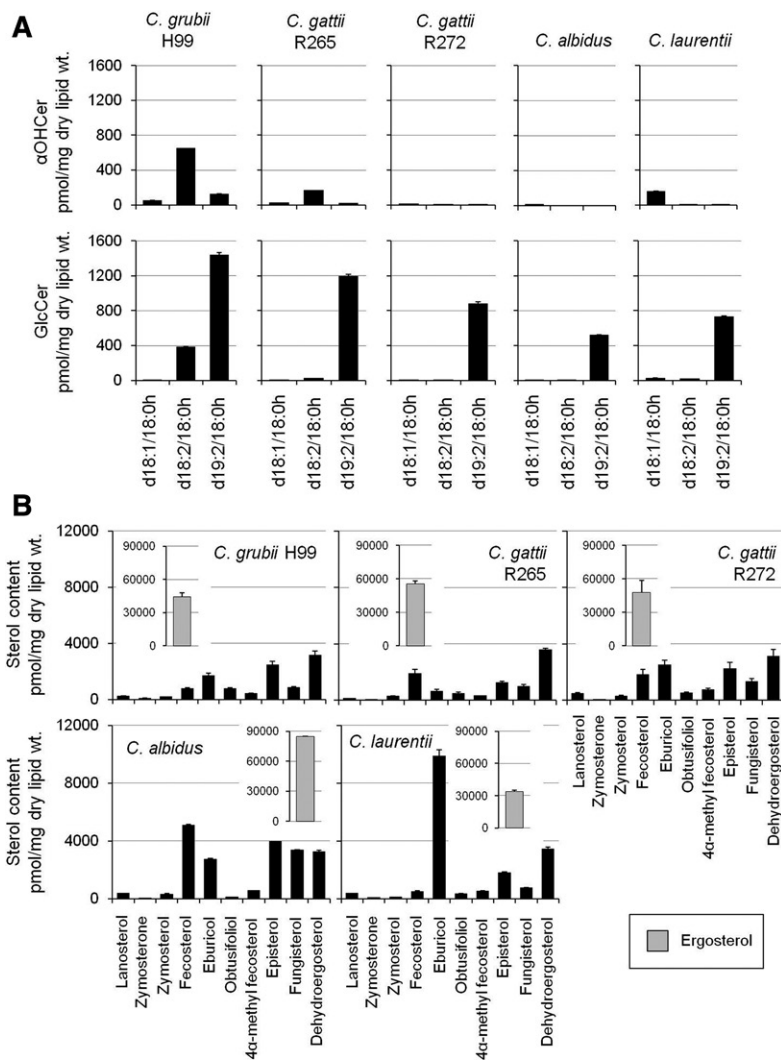 A
C. grubii
H99
C. gattii
R265
C. gattii
R272
C. albidus
C. laurentii
αOHCer
pmol/mg dry lipid wt.
1600
1200
800
400
0
GlcCer
pmol/mg dry lipid wt.
1600
1200
800
400
0
d18:1/18:0h
d18:2/18:0h
d19:2/18:0h
d18:1/18:0h
d18:2/18:0h
d19:2/18:0h
d18:1/18:0h
d18:2/18:0h
d19:2/18:0h
d18:1/18:0h
d18:2/18:0h
d19:2/18:0h
d18:1/18:0h
d18:2/18:0h
d19:2/18:0h
B
Sterol content
pmol/mg dry lipid wt.
12000
8000
4000
0
90000
60000
30000
0
C. grubii H99
90000
60000
30000
0
C. gattii
R265
90000
60000
30000
0
C. gattii
R272
Lanosterol
Zymosterone
Zymosterol
Fecosterol
Eburicol
Obtusifoliol
4α-methyl fecosterol
Episterol
Fungisterol
Dehydroergosterol
Sterol content
pmol/mg dry lipid wt.
12000
8000
4000
0
C. albidus
90000
60000
30000
0
C. laurentii
90000
60000
30000
0
Lanosterol
Zymosterone
Zymosterol
Fecosterol
Eburicol
Obtusifoliol
4α-methyl fecosterol
Episterol
Fungisterol
Dehydroergosterol
Lanosterol
Zymosterone
Zymosterol
Fecosterol
Eburicol
Obtusifoliol
4α-methyl fecosterol
Episterol
Fungisterol
Dehydroergosterol
Ergosterol